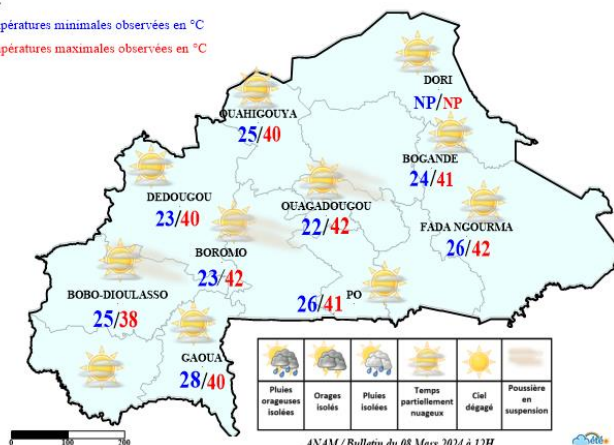 pératures minimales observées en °C
pératures maximales observées en °C
DORI
NP/NP
OUAHIGOUYA
25/40
BOGANDE
24/41
DEDOUGOU
23/40
OUAGADOUGOU
22/42
FADA NGOURMA
26/42
BOROMO
23/42
PO
26/41
BOBO-DIOULASSO
25/38
GAOUA
28/40
Pluies orageuses isolées
Orages isolés
Pluies isolées
Temps partiellement nuageux
Ciel dégagé
Poussière en suspension
ANAM / Bulletin du 08 Mars 2024 à 12H